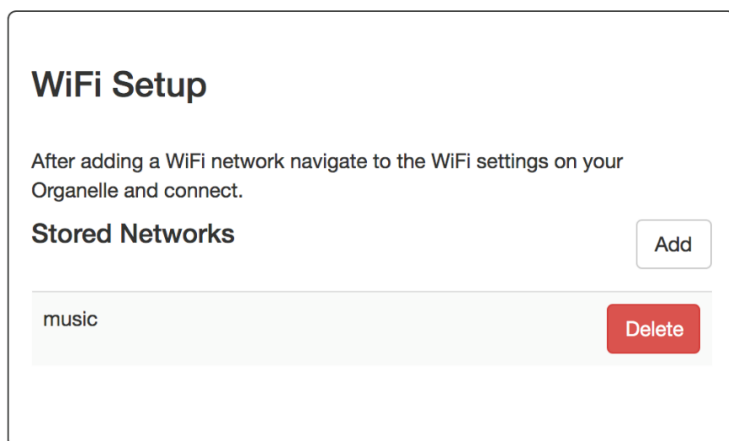 WiFi Setup
After adding a WiFi network navigate to the WiFi settings on your
Organelle and connect.
Stored Networks
Add
music
Delete